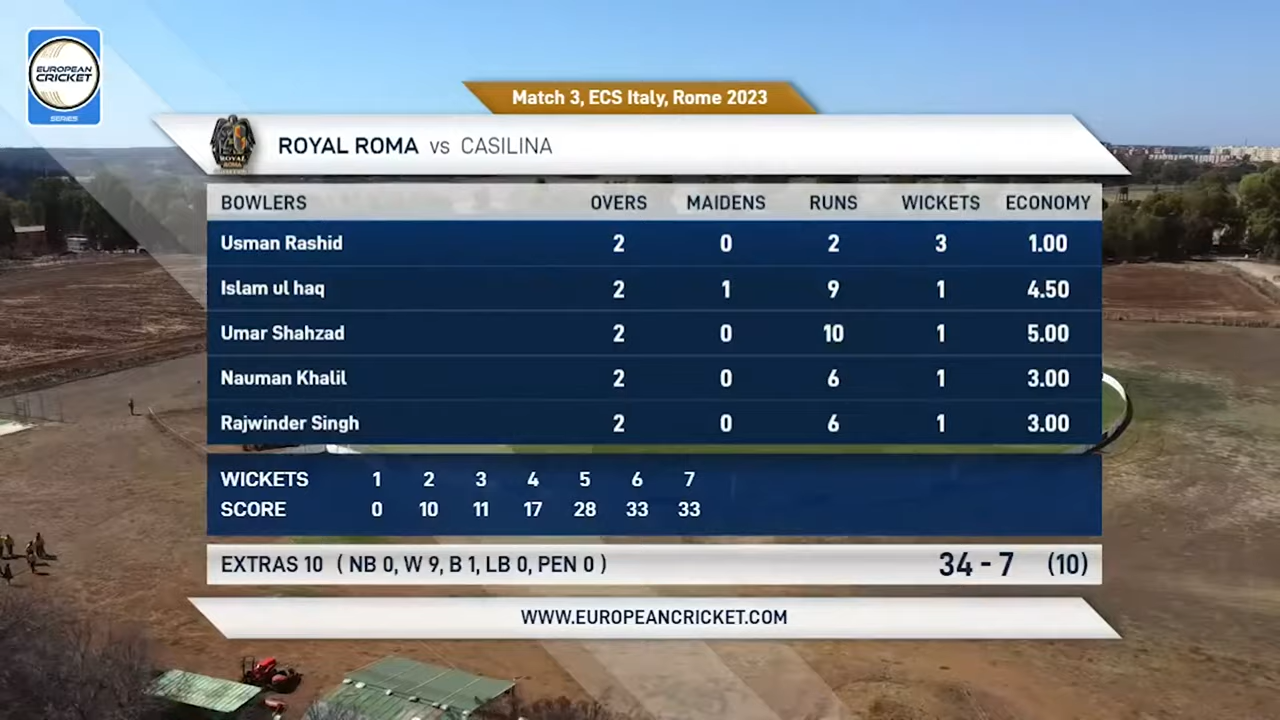 EUROPEAN
CRICKET
SERIES
Match 3, ECS Italy, Rome 2023
ROYAL
ROMA
ROYAL ROMA vs CASILINA
BOWLERS OVERS MAIDENS RUNS WICKETS ECONOMY
Usman Rashid 2 0 2 3 1.00
Islam ul haq 2 1 9 1 4.50
Umar Shahzad 2 0 10 1 5.00
Nauman Khalil 2 0 6 1 3.00
Rajwinder Singh 2 0 6 1 3.00
WICKETS 1 2 3 4 5 6 7
SCORE 0 10 11 17 28 33 33
EXTRAS 10 ( NB 0, W 9, B 1, LB 0, PEN 0 ) 34 - 7 (10)
WWW.EUROPEANCRICKET.COM